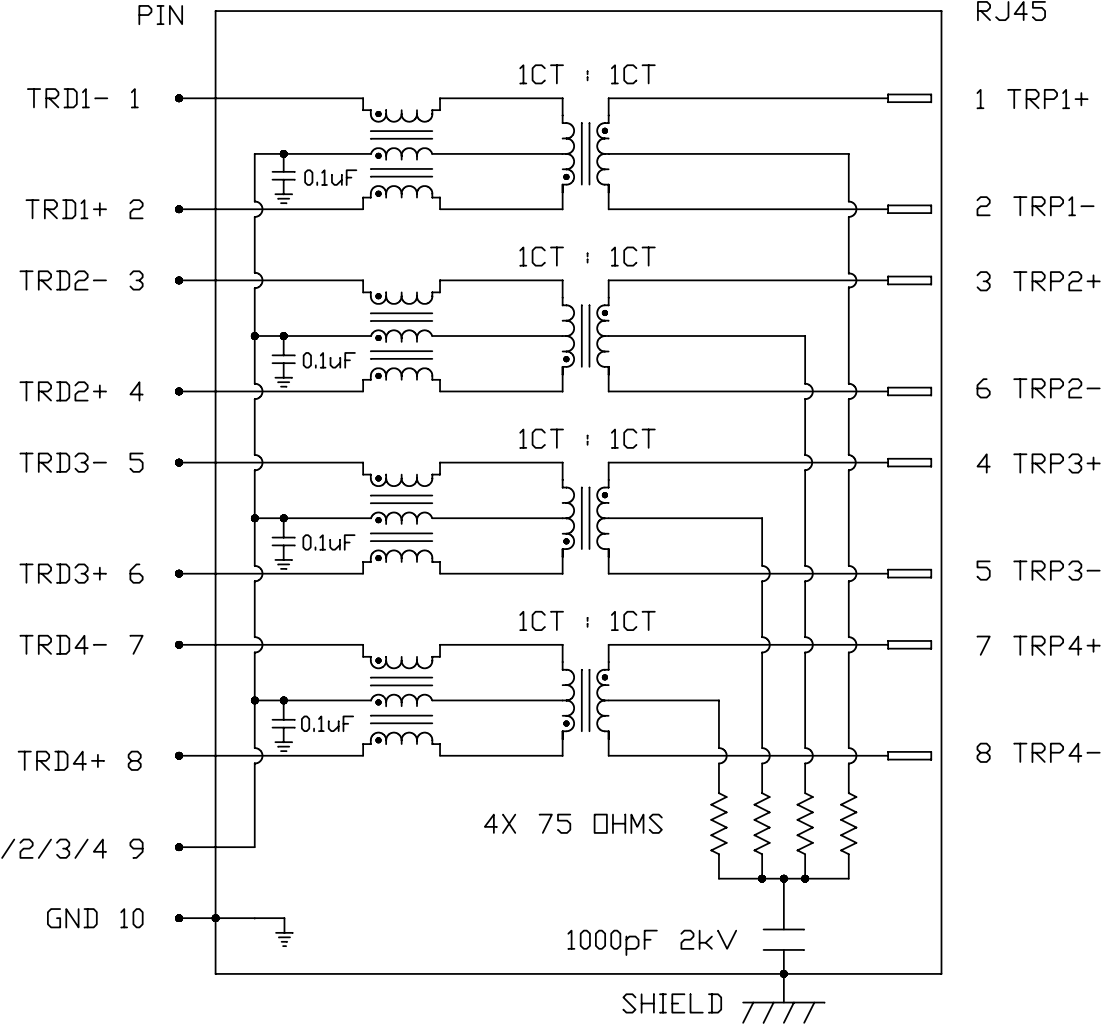 PIN RJ45
1CT : 1CT
TRD1- 1 1 TRP1+
0.1uF
TRD1+ 2 2 TRP1-
1CT : 1CT
TRD2- 3 3 TRP2+
0.1uF
TRD2+ 4 6 TRP2-
1CT : 1CT
TRD3- 5 4 TRP3+
0.1uF
TRD3+ 6 5 TRP3-
1CT : 1CT
TRD4- 7 7 TRP4+
0.1uF
TRD4+ 8 8 TRP4-
4X 75 OHMS
/2/3/4 9
GND 10
1000pF 2kV
SHIELD